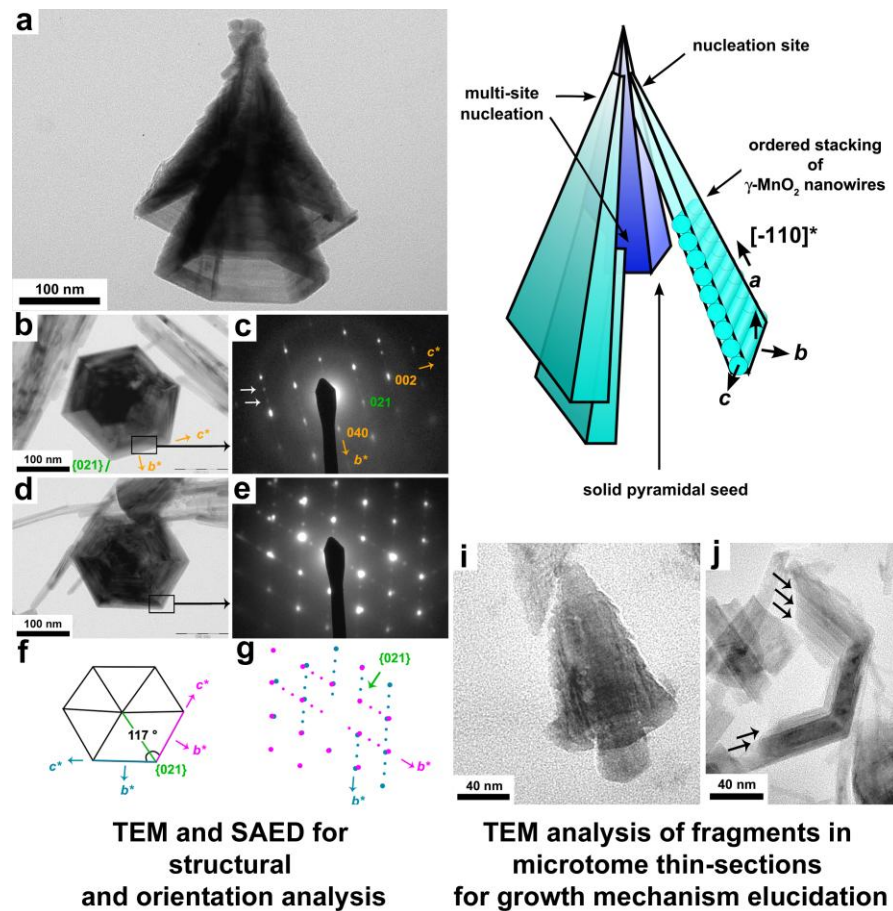 a
100 nm
nucleation site
multi-site
nucleation
ordered stacking
of
γ-MnO2 nanowires
[-110]*
a
b
c
solid pyramidal seed
b
100 nm
{021}/
c*
b*
c
c*
002
021
040
b*
d
100 nm
e
f
117 °
c*
b*
c*
b*
{021}
g
{021}
b*
b*
i
40 nm
j
40 nm
TEM and SAED for
structural
and orientation analysis
TEM analysis of fragments in
microtome thin-sections
for growth mechanism elucidation